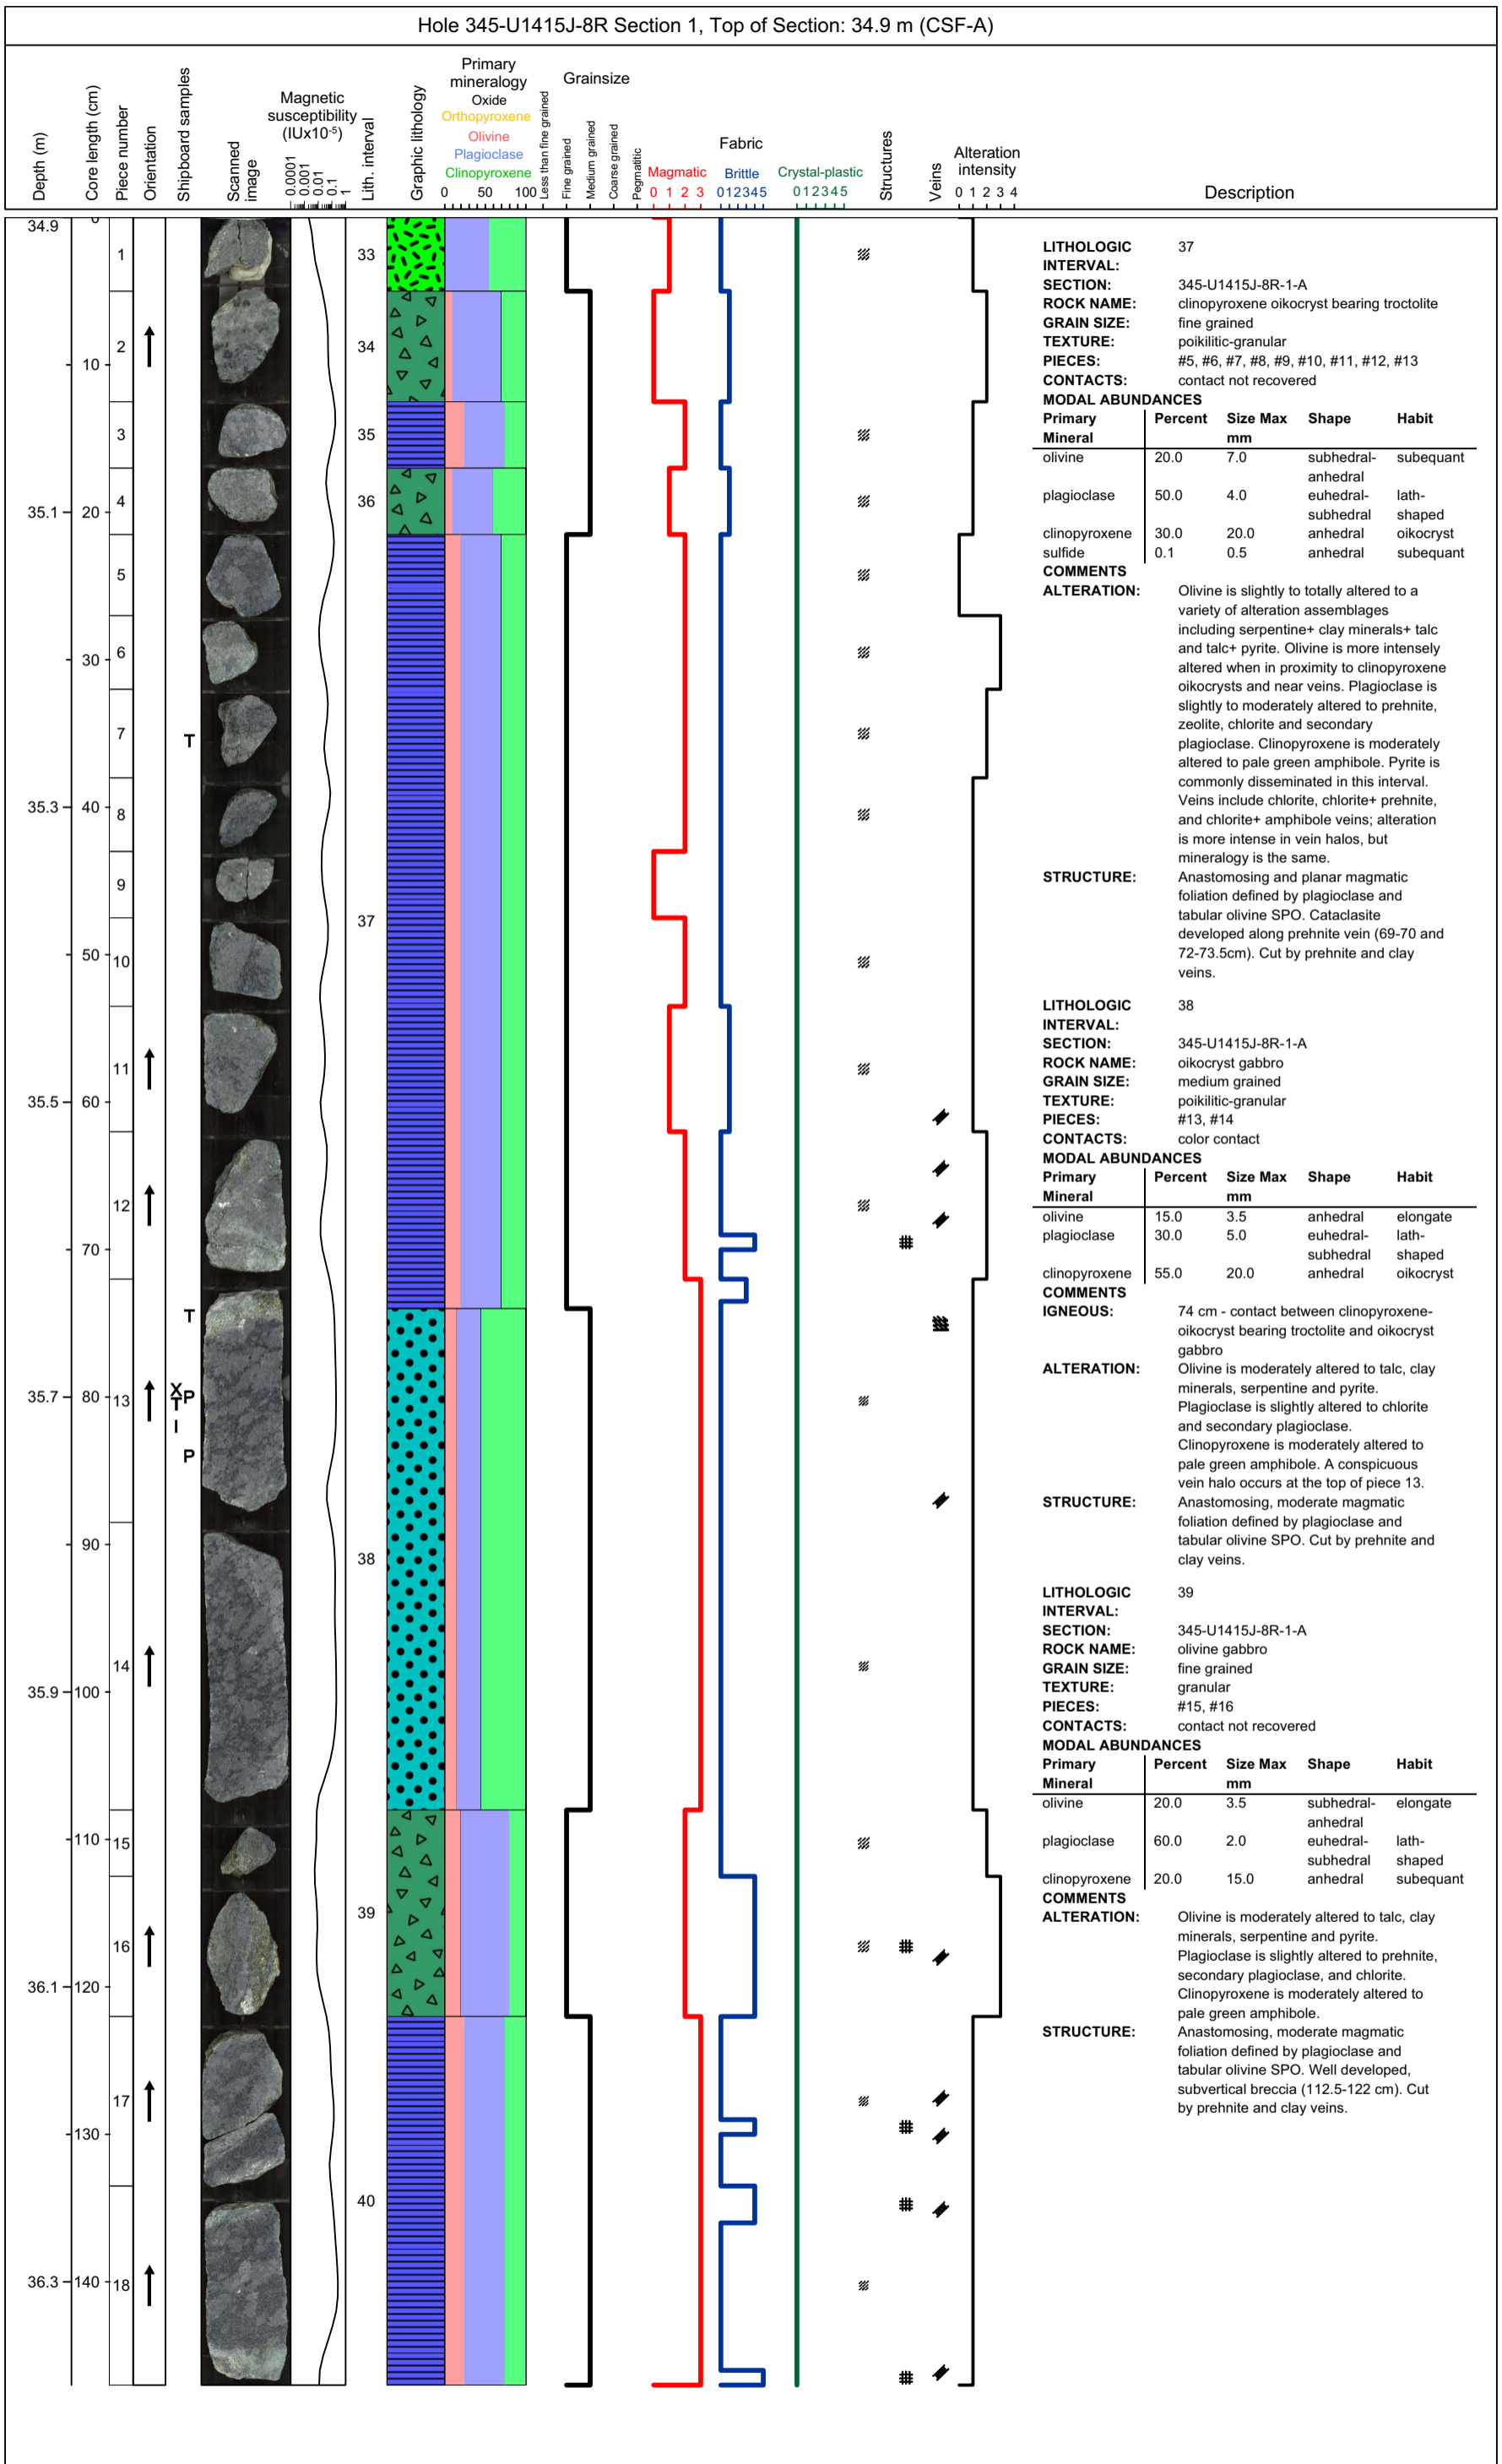 Hole 345-U1415J-8R Section 1, Top of Section: 34.9 m (CSF-A)
Depth (m)
Core length (cm)
Piece number
Orientation
Shipboard samples
Scanned
image
Magnetic
susceptibility
(IUx10-5)
0.0001
0.001
0.01
0.1
1
Lith. interval
Graphic lithology
Primary
mineralogy
Oxide
Orthopyroxene
Olivine
Plagioclase
Clinopyroxene
0 50 100
Grainsize
Less than fine grained
Fine grained
Medium grained
Coarse grained
Pegmatitic
Fabric
Magmatic
0 1 2 3
Brittle
012345
Crystal-plastic
012345
Structures
Veins
Alteration
intensity
0 1 2 3 4
Description
34.9
35.1
35.3
35.5
35.7
35.9
36.1
36.3
0
10
20
30
40
50
60
70
80
90
100
110
120
130
140
1
2
3
4
5
6
7
8
9
10
11
12
13
14
15
16
17
18
T
T
X
P
T
I
P
33
34
35
36
37
38
39
40
LITHOLOGIC 37
INTERVAL:
SECTION: 345-U1415J-8R-1-A
ROCK NAME: clinopyroxene oikocryst bearing troctolite
GRAIN SIZE: fine grained
TEXTURE: poikilitic-granular
PIECES: #5, #6, #7, #8, #9, #10, #11, #12, #13
CONTACTS: contact not recovered
MODAL ABUNDANCES
Primary Percent Size Max Shape Habit
Mineral mm
olivine 20.0 7.0 subhedral- subequant
anhedral
plagioclase 50.0 4.0 euhedral- lath-
subhedral shaped
clinopyroxene 30.0 20.0 anhedral oikocryst
sulfide 0.1 0.5 anhedral subequant
COMMENTS
ALTERATION: Olivine is slightly to totally altered to a
variety of alteration assemblages
including serpentine+ clay minerals+ talc
and talc+ pyrite. Olivine is more intensely
altered when in proximity to clinopyroxene
oikocrysts and near veins. Plagioclase is
slightly to moderately altered to prehnite,
zeolite, chlorite and secondary
plagioclase. Clinopyroxene is moderately
altered to pale green amphibole. Pyrite is
commonly disseminated in this interval.
Veins include chlorite, chlorite+ prehnite,
and chlorite+ amphibole veins; alteration
is more intense in vein halos, but
mineralogy is the same.
STRUCTURE: Anastomosing and planar magmatic
foliation defined by plagioclase and
tabular olivine SPO. Cataclasite
developed along prehnite vein (69-70 and
72-73.5cm). Cut by prehnite and clay
veins.
LITHOLOGIC 38
INTERVAL:
SECTION: 345-U1415J-8R-1-A
ROCK NAME: oikocryst gabbro
GRAIN SIZE: medium grained
TEXTURE: poikilitic-granular
PIECES: #13, #14
CONTACTS: color contact
MODAL ABUNDANCES
Primary Percent Size Max Shape Habit
Mineral mm
olivine 15.0 3.5 anhedral elongate
plagioclase 30.0 5.0 euhedral- lath-
subhedral shaped
clinopyroxene 55.0 20.0 anhedral oikocryst
COMMENTS
IGNEOUS: 74 cm - contact between clinopyroxene-
oikocryst bearing troctolite and oikocryst
gabbro
ALTERATION: Olivine is moderately altered to talc, clay
minerals, serpentine and pyrite.
Plagioclase is slightly altered to chlorite
and secondary plagioclase.
Clinopyroxene is moderately altered to
pale green amphibole. A conspicuous
vein halo occurs at the top of piece 13.
STRUCTURE: Anastomosing, moderate magmatic
foliation defined by plagioclase and
tabular olivine SPO. Cut by prehnite and
clay veins.
LITHOLOGIC 39
INTERVAL:
SECTION: 345-U1415J-8R-1-A
ROCK NAME: olivine gabbro
GRAIN SIZE: fine grained
TEXTURE: granular
PIECES: #15, #16
CONTACTS: contact not recovered
MODAL ABUNDANCES
Primary Percent Size Max Shape Habit
Mineral mm
olivine 20.0 3.5 subhedral- elongate
anhedral
plagioclase 60.0 2.0 euhedral- lath-
subhedral shaped
clinopyroxene 20.0 15.0 anhedral subequant
COMMENTS
ALTERATION: Olivine is moderately altered to talc, clay
minerals, serpentine and pyrite.
Plagioclase is slightly altered to prehnite,
secondary plagioclase, and chlorite.
Clinopyroxene is moderately altered to
pale green amphibole.
STRUCTURE: Anastomosing, moderate magmatic
foliation defined by plagioclase and
tabular olivine SPO. Well developed,
subvertical breccia (112.5-122 cm). Cut
by prehnite and clay veins.